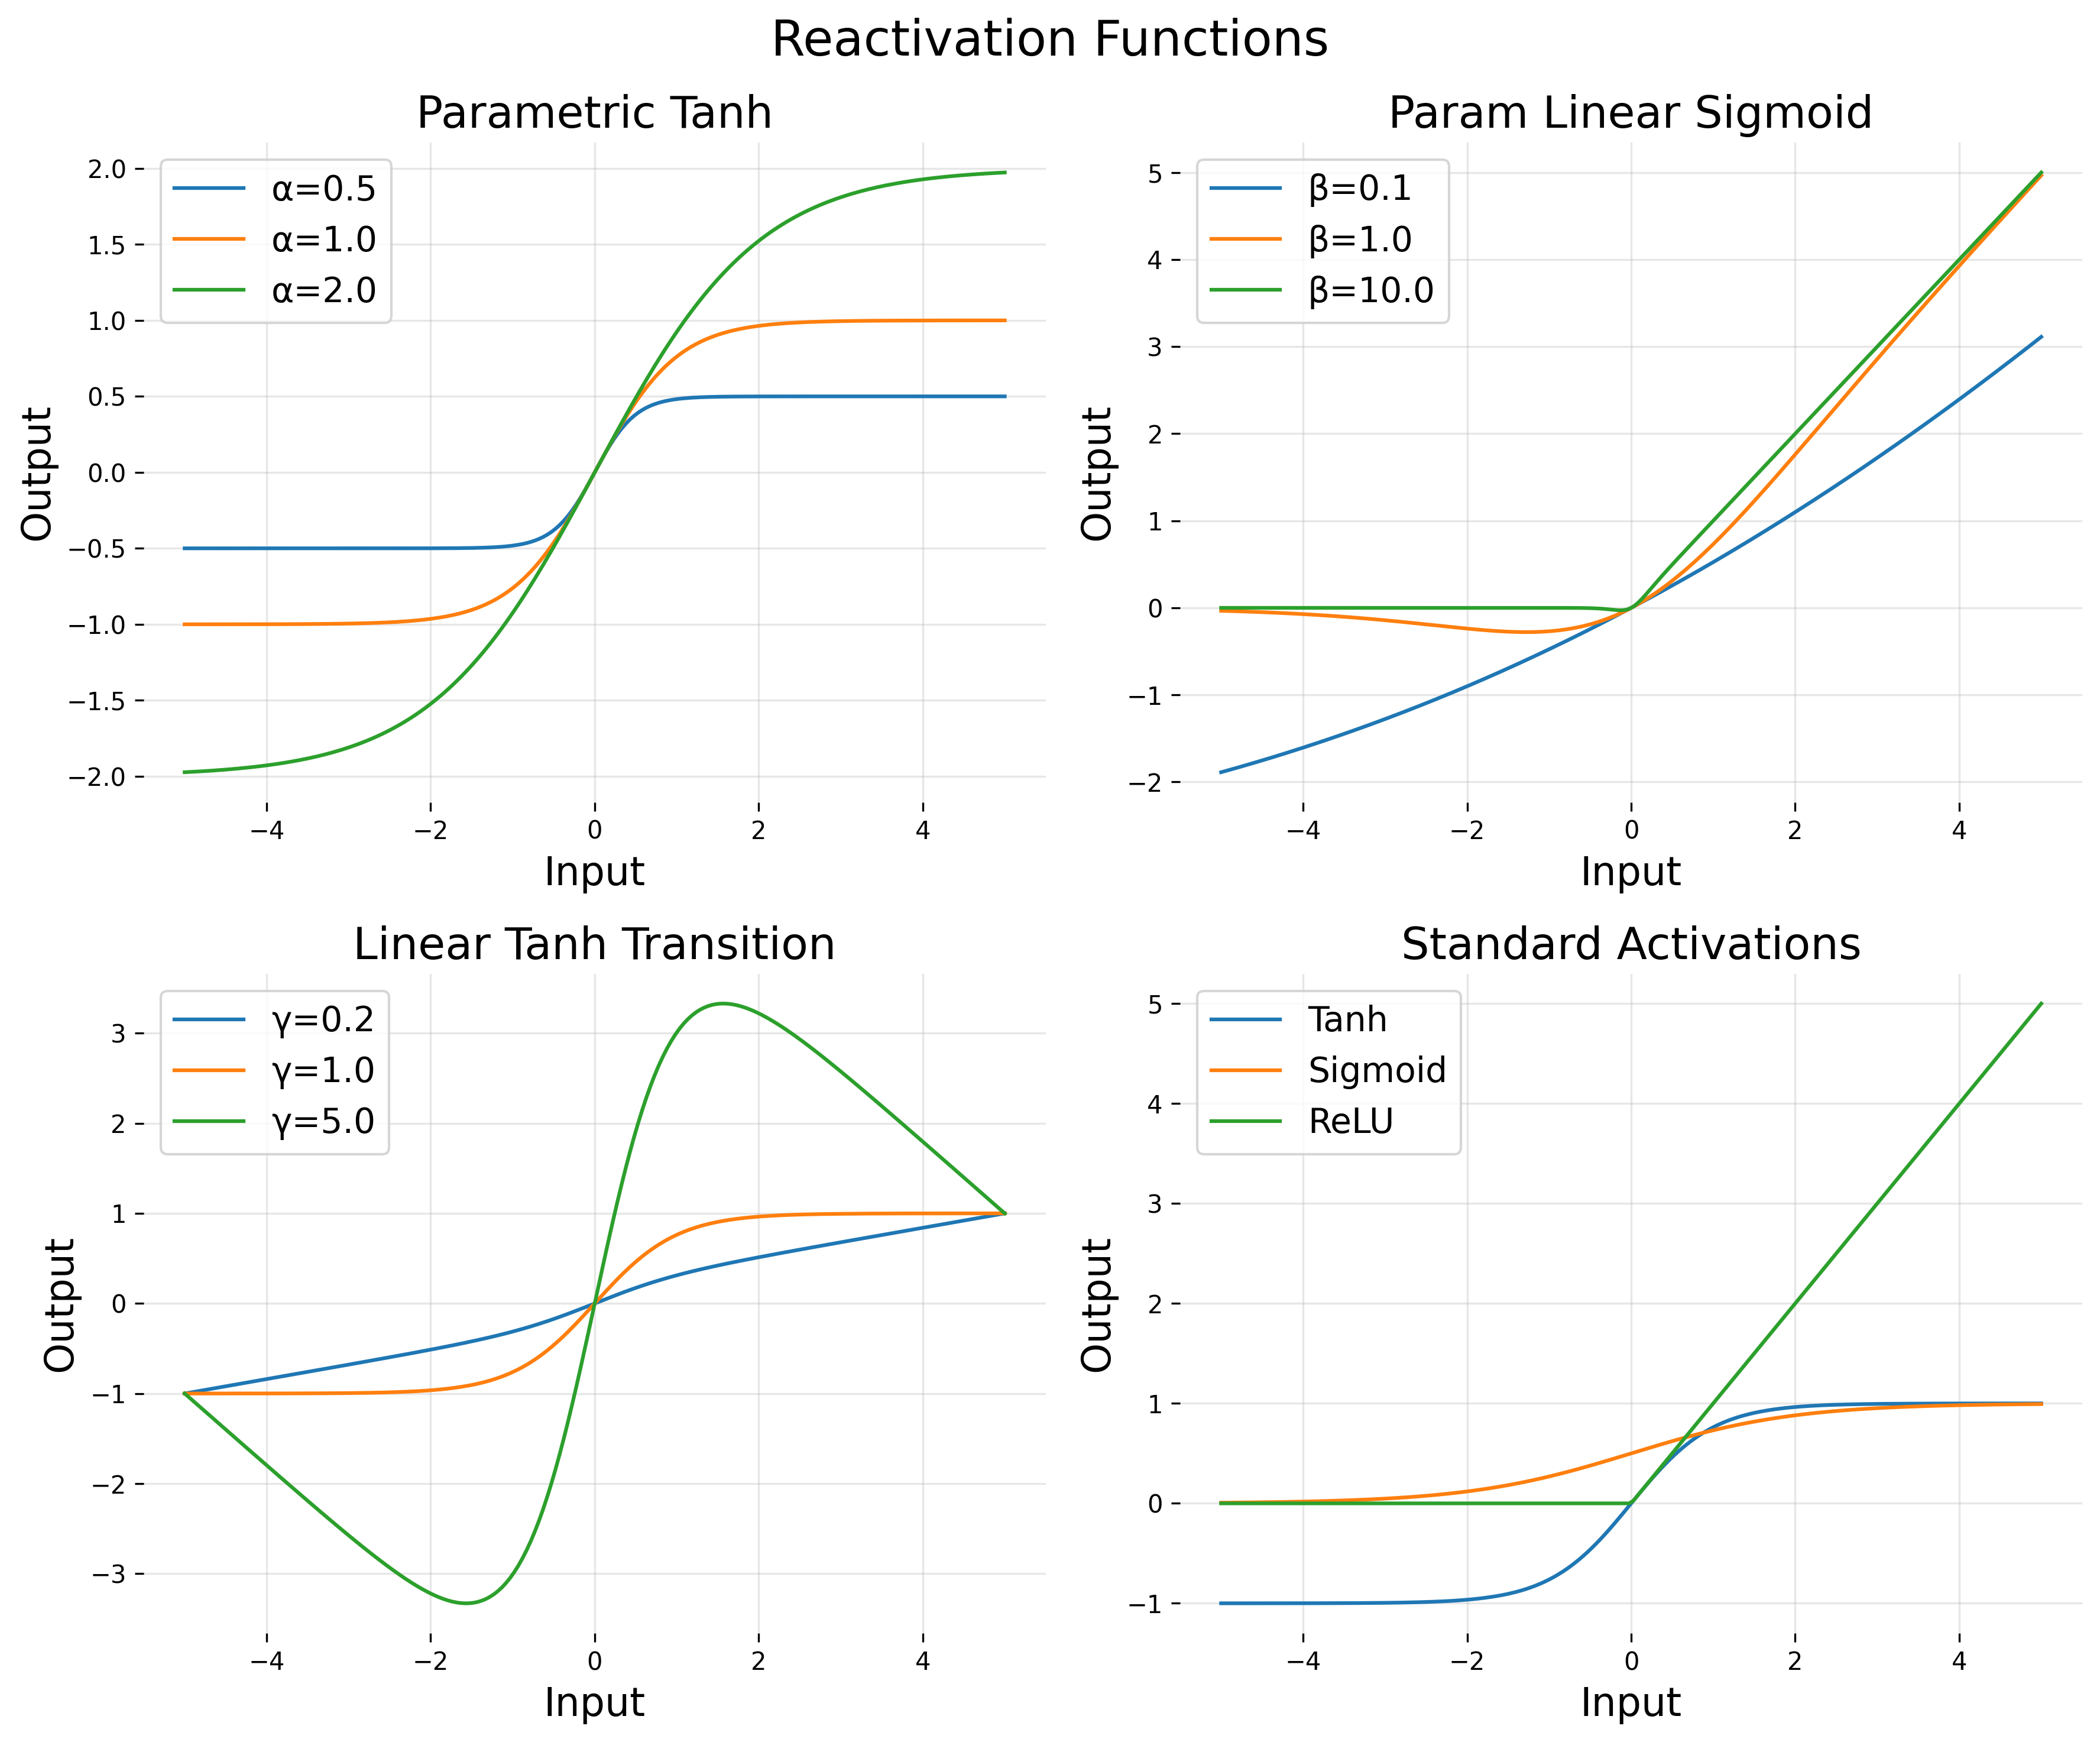 Reactivation Functions
Parametric Tanh
α=0.5
α=1.0
α=2.0
Output
2.0
1.5
1.0
0.5
0.0
−0.5
−1.0
−1.5
−2.0
−4 −2 0 2 4
Input
Param Linear Sigmoid
β=0.1
β=1.0
β=10.0
Output
5
4
3
2
1
0
−1
−2
−4 −2 0 2 4
Input
Linear Tanh Transition
γ=0.2
γ=1.0
γ=5.0
Output
3
2
1
0
−1
−2
−3
−4 −2 0 2 4
Input
Standard Activations
Tanh
Sigmoid
ReLU
Output
5
4
3
2
1
0
−1
−4 −2 0 2 4
Input